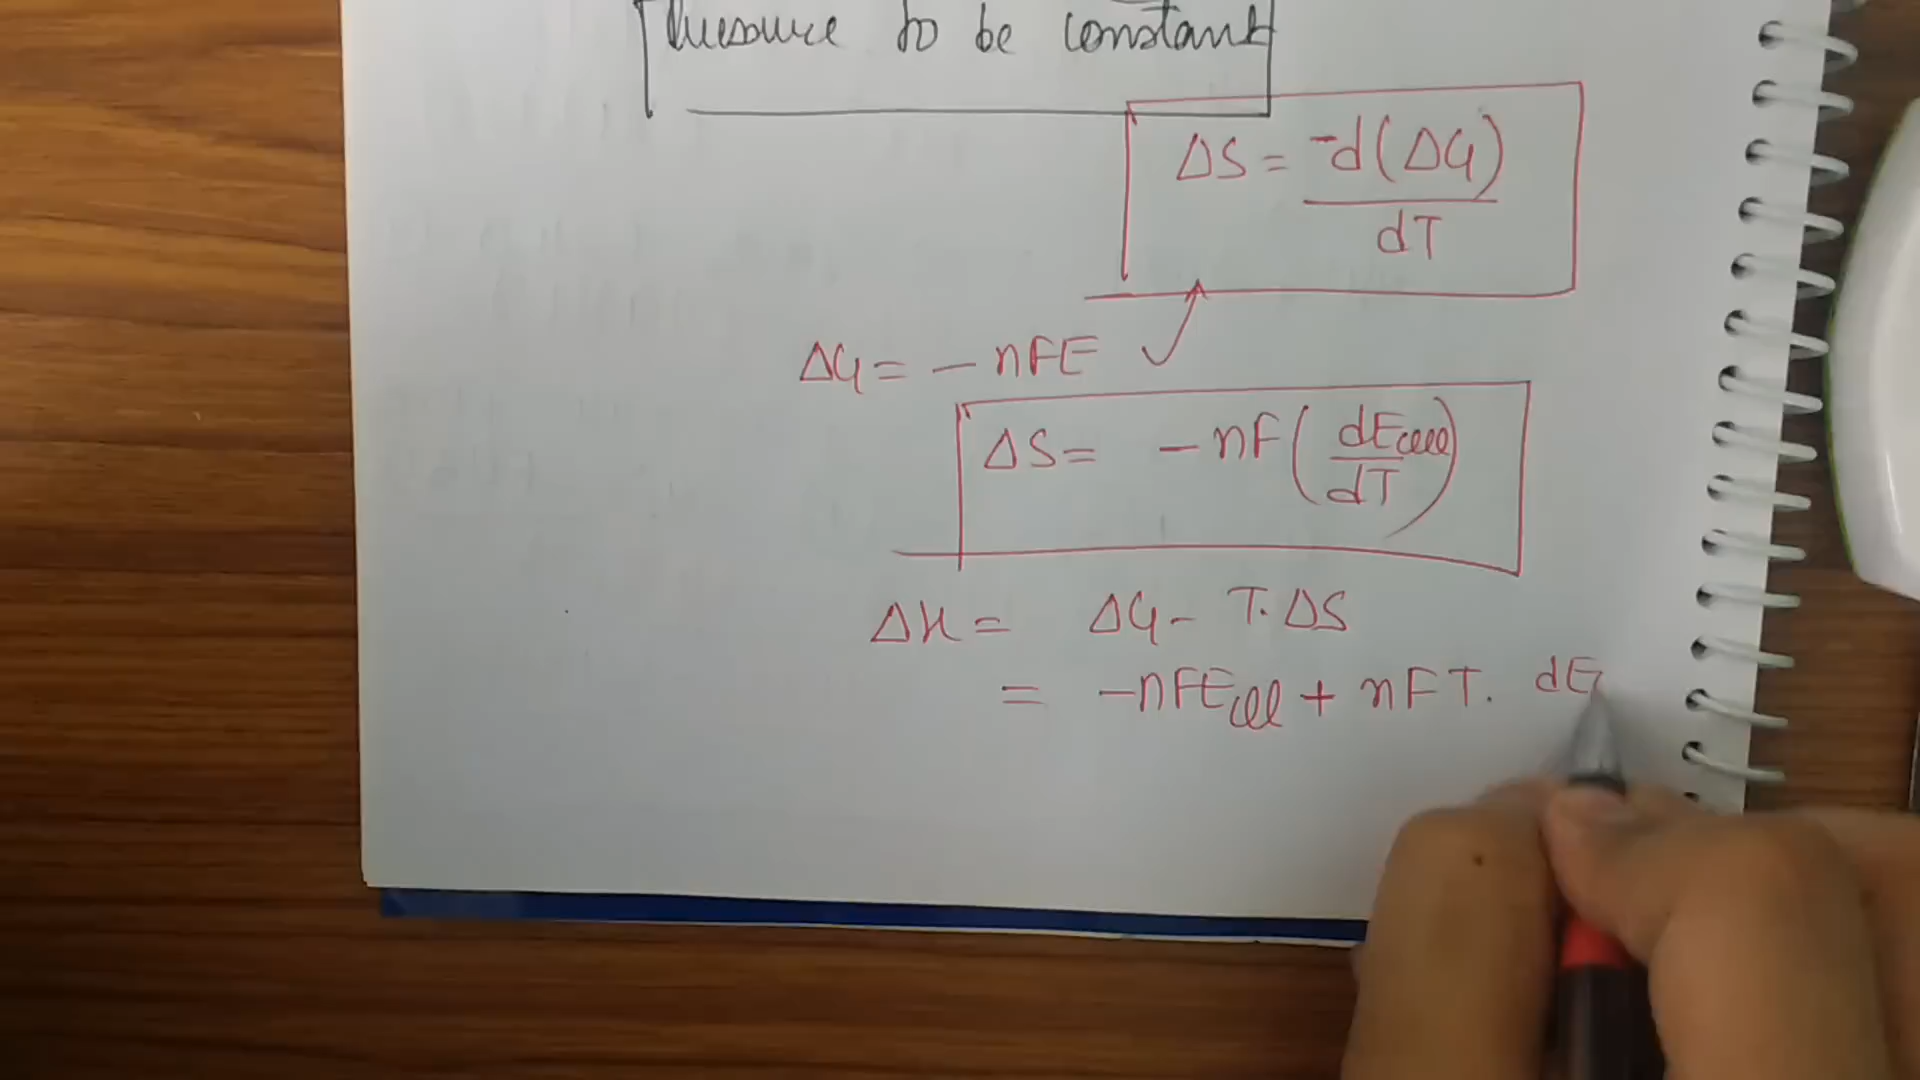 Pressure to be constant
ΔS = -d(ΔG)/dT
ΔG = - nFE
ΔS = - nF(dEcell/dT)
ΔH = ΔG - T.ΔS
= -nFEcell + nFT. dE